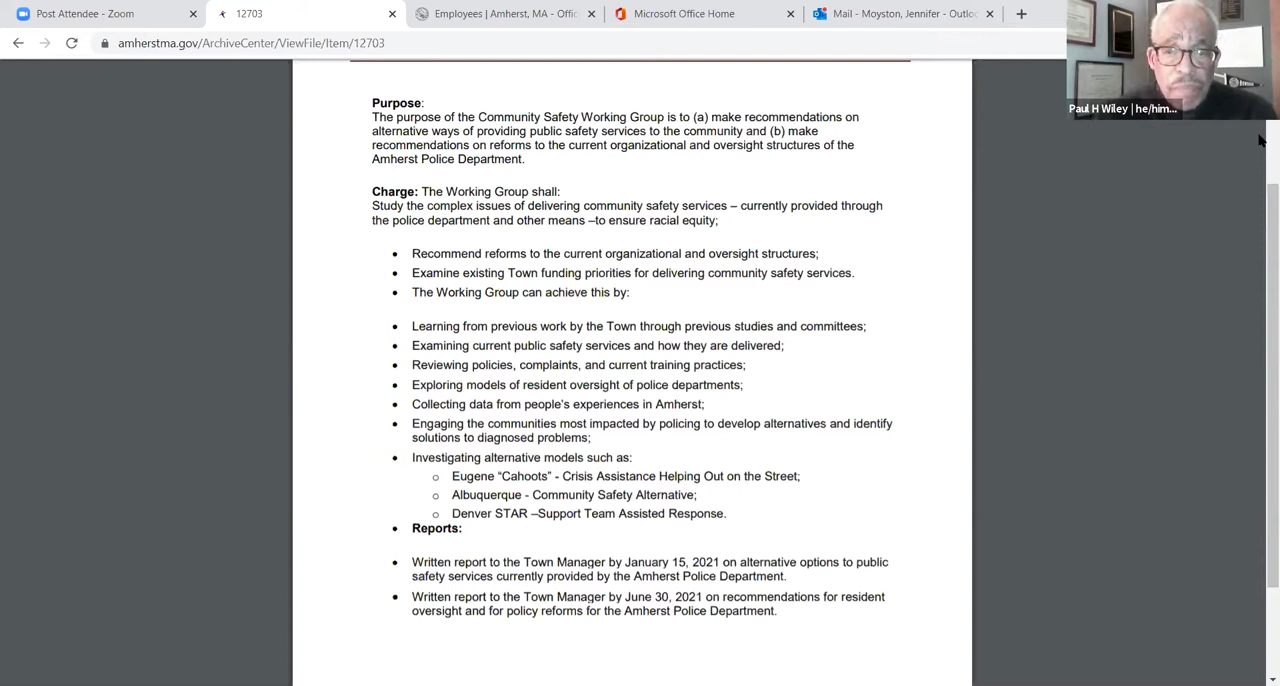 Post Attendee - Zoom
12703
Employees | Amherst, MA - Offic
Microsoft Office Home
Mail - Moyston, Jennifer - Outlo
amherstma.gov/ArchiveCenter/ViewFile/Item/12703
Paul H Wiley | he/him...
Purpose:
The purpose of the Community Safety Working Group is to (a) make recommendations on
alternative ways of providing public safety services to the community and (b) make
recommendations on reforms to the current organizational and oversight structures of the
Amherst Police Department.
Charge: The Working Group shall:
Study the complex issues of delivering community safety services – currently provided through
the police department and other means –to ensure racial equity;
• Recommend reforms to the current organizational and oversight structures;
• Examine existing Town funding priorities for delivering community safety services.
• The Working Group can achieve this by:
• Learning from previous work by the Town through previous studies and committees;
• Examining current public safety services and how they are delivered;
• Reviewing policies, complaints, and current training practices;
• Exploring models of resident oversight of police departments;
• Collecting data from people's experiences in Amherst;
• Engaging the communities most impacted by policing to develop alternatives and identify
solutions to diagnosed problems;
• Investigating alternative models such as:
o Eugene “Cahoots” - Crisis Assistance Helping Out on the Street;
o Albuquerque - Community Safety Alternative;
o Denver STAR –Support Team Assisted Response.
• Reports:
• Written report to the Town Manager by January 15, 2021 on alternative options to public
safety services currently provided by the Amherst Police Department.
• Written report to the Town Manager by June 30, 2021 on recommendations for resident
oversight and for policy reforms for the Amherst Police Department.